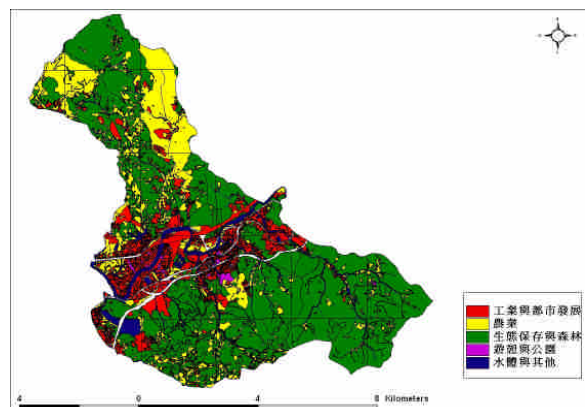 工業與都市發展
農業
生態保存與森林
遊憩與公園
水體與其他
4 0 4 8 Kilometers